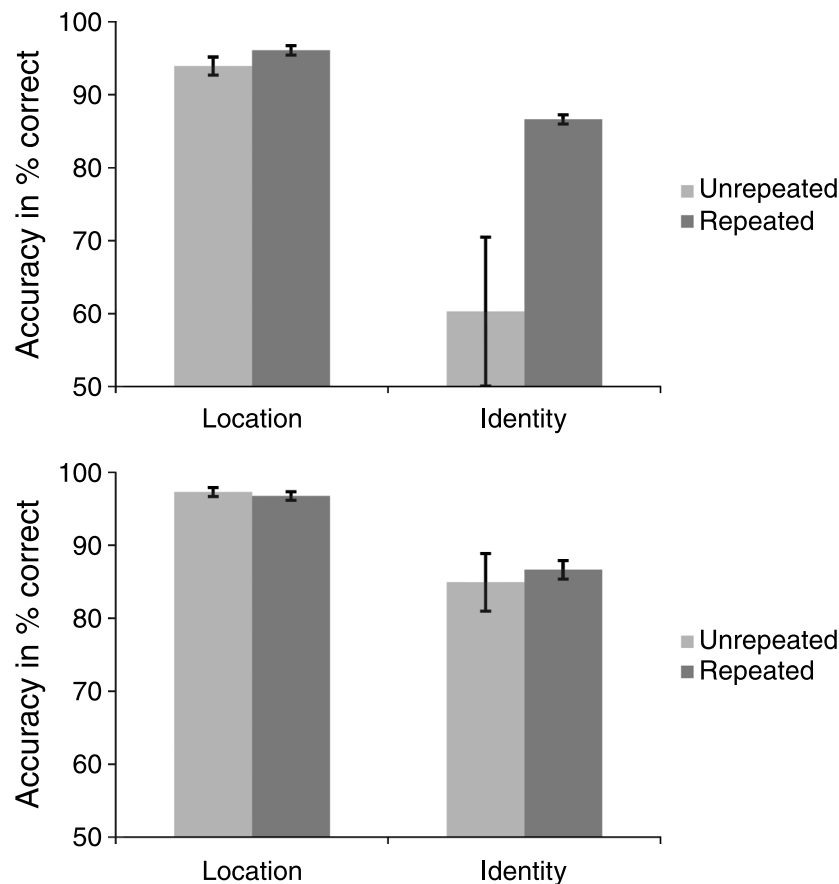 Accuracy in % correct
100
90
80
70
60
50
Location Identity
Unrepeated
Repeated
Accuracy in % correct
100
90
80
70
60
50
Location Identity
Unrepeated
Repeated